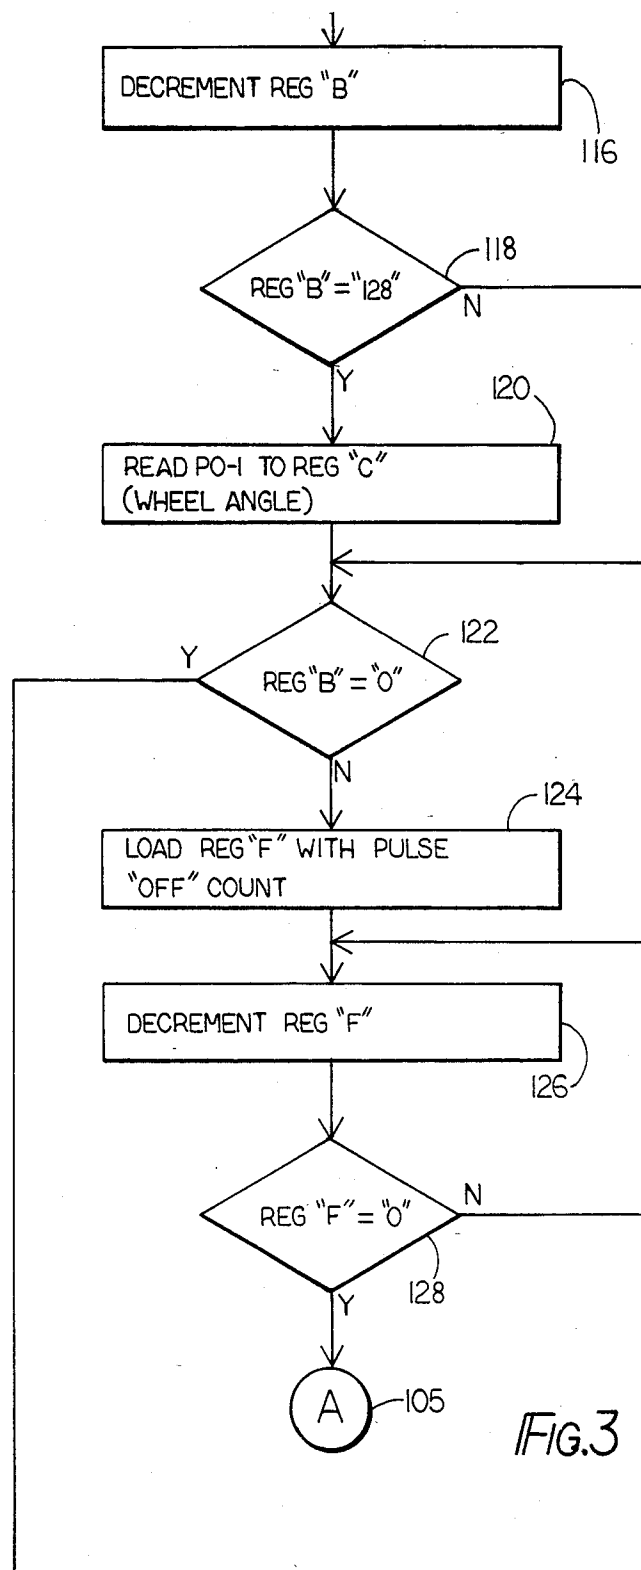 DECREMENT REG "B"
116
REG "B" = "128"
118
N
Y
120
READ PO-1 TO REG "C"
(WHEEL ANGLE)
122
Y
REG "B" = "0"
N
124
LOAD REG "F" WITH PULSE
"OFF" COUNT
DECREMENT REG "F"
126
N
REG "F" = "0"
128
Y
A
105
FIG.3